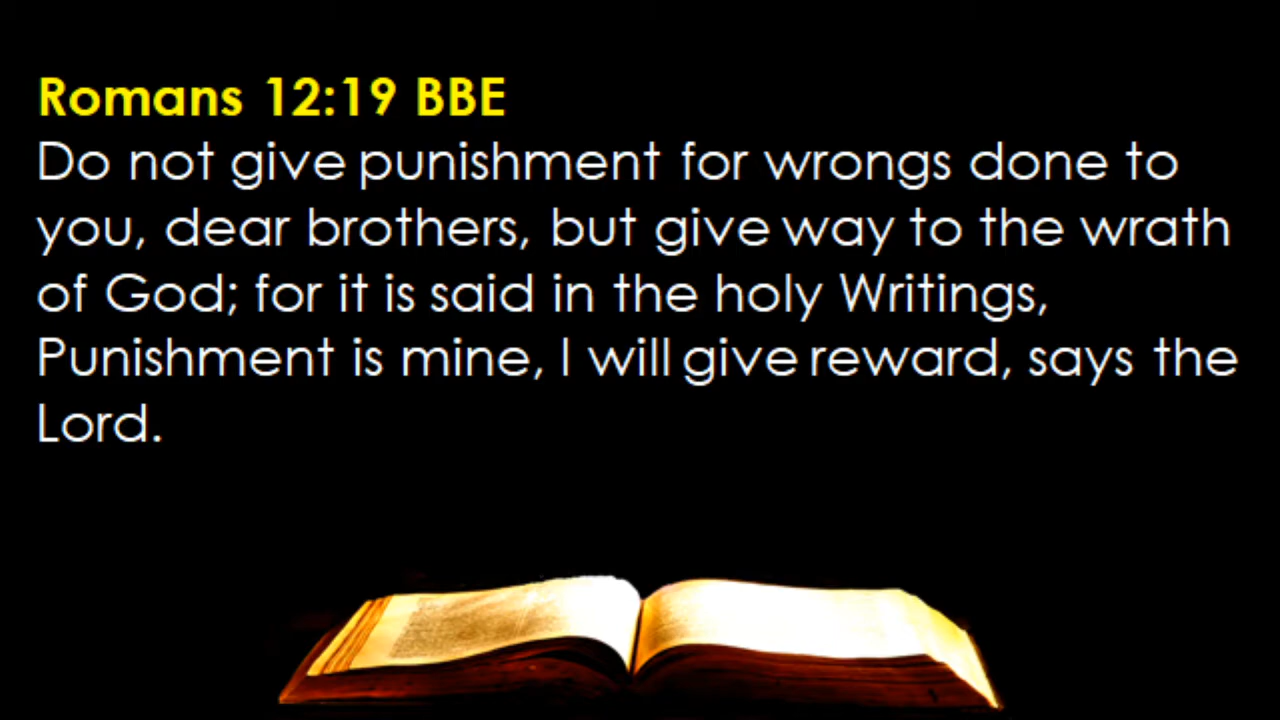 Romans 12:19 BBE
Do not give punishment for wrongs done to
you, dear brothers, but give way to the wrath
of God; for it is said in the holy Writings,
Punishment is mine, I will give reward, says the
Lord.